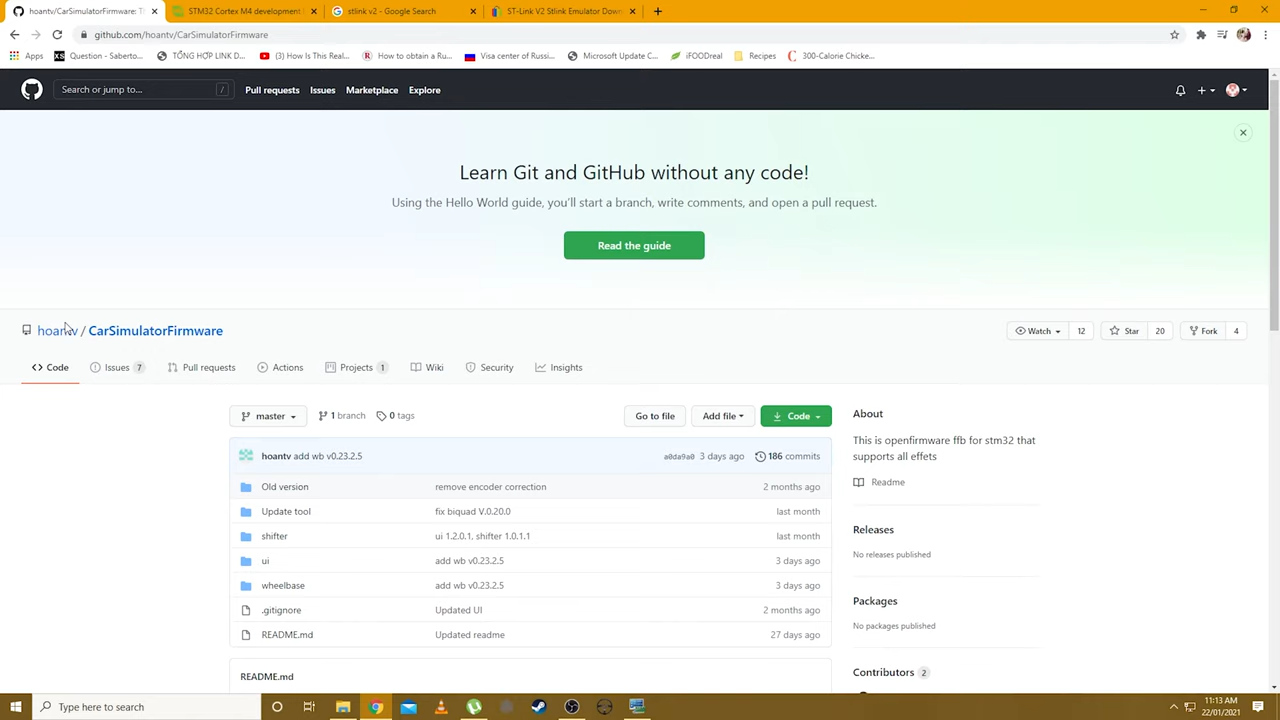 hoantv/CarSimulatorFirmware: Th
STM32 Cortex M4 development
stlink v2 - Google Search
ST-Link V2 Stlink Emulator Down
github.com/hoantv/CarSimulatorFirmware
Apps
Question - Saberto...
TỔNG HỢP LINK D...
(3) How Is This Real...
How to obtain a Ru...
Visa center of Russi...
Microsoft Update C...
iFOODreal
Recipes
300-Calorie Chicke...
Search or jump to...
/
Pull requests
Issues
Marketplace
Explore
Learn Git and GitHub without any code!
Using the Hello World guide, you'll start a branch, write comments, and open a pull request.
Read the guide
hoantv / CarSimulatorFirmware
Watch
12
Star
20
Fork
4
Code
Issues 7
Pull requests
Actions
Projects 1
Wiki
Security
Insights
master
1 branch
0 tags
Go to file
Add file
Code
hoantv add wb v0.23.2.5
a0da9a0 3 days ago
186 commits
Old version
remove encoder correction
2 months ago
Update tool
fix biquad V.0.20.0
last month
shifter
ui 1.2.0.1, shifter 1.0.1.1
last month
ui
add wb v0.23.2.5
3 days ago
wheelbase
add wb v0.23.2.5
3 days ago
.gitignore
Updated UI
2 months ago
README.md
Updated readme
27 days ago
README.md
About
This is openfirmware ffb for stm32 that
supports all effets
Readme
Releases
No releases published
Packages
No packages published
Contributors 2
Type here to search
11:13 AM
22/01/2021